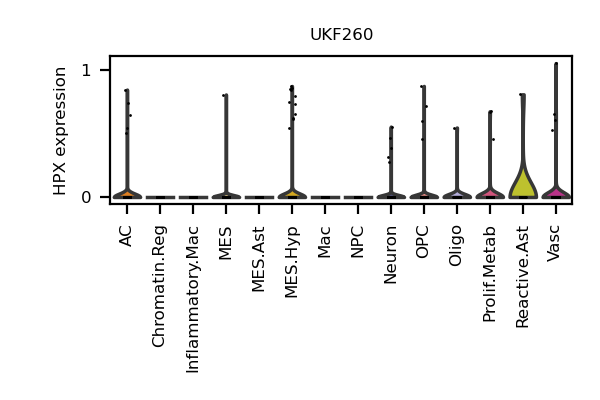 UKF260
HPX expression
1
0
AC
Chromatin.Reg
Inflammatory.Mac
MES
MES.Ast
MES.Hyp
Mac
NPC
Neuron
OPC
Oligo
Prolif.Metab
Reactive.Ast
Vasc